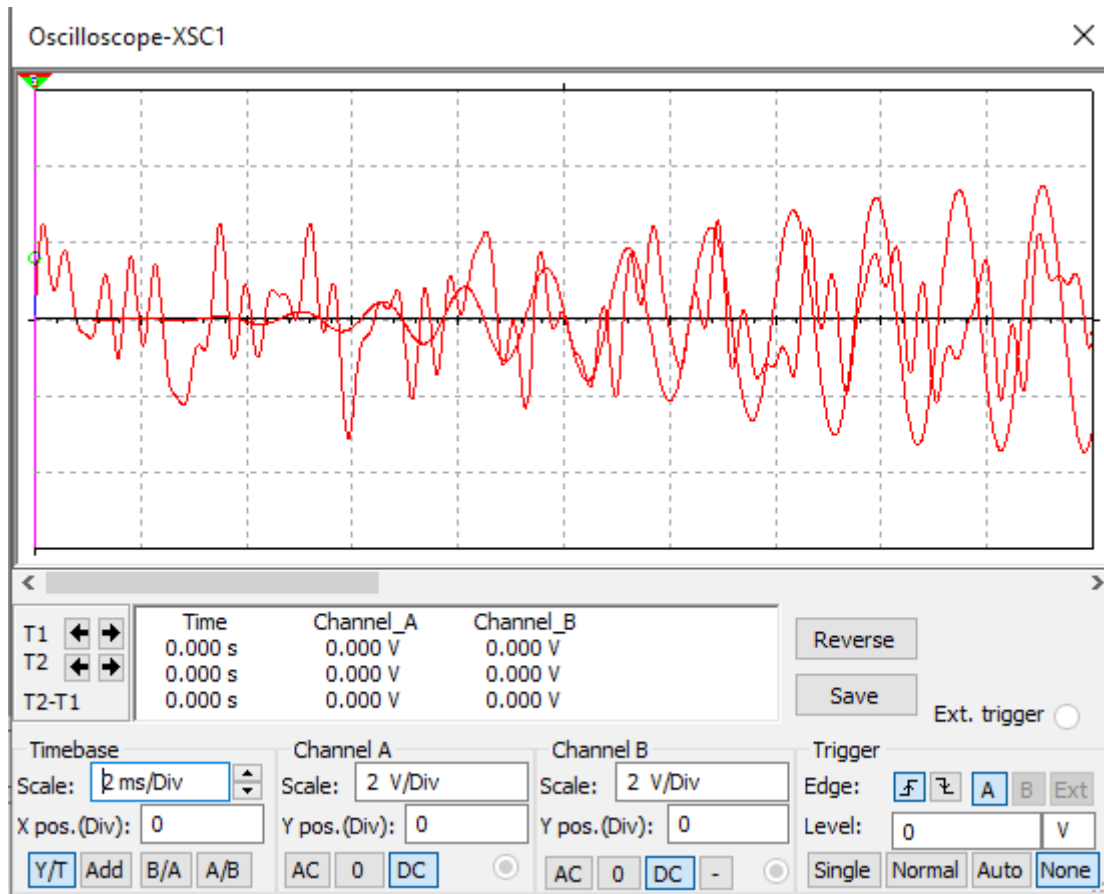 Oscilloscope-XSC1
Time Channel_A Channel_B
T1 0.000 s 0.000 V 0.000 V
T2 0.000 s 0.000 V 0.000 V
T2-T1 0.000 s 0.000 V 0.000 V
Reverse
Save
Ext. trigger
Timebase
Scale: 2 ms/Div
X pos.(Div): 0
Y/T Add B/A A/B
Channel A
Scale: 2 V/Div
Y pos.(Div): 0
AC 0 DC
Channel B
Scale: 2 V/Div
Y pos.(Div): 0
AC 0 DC -
Trigger
Edge: A B Ext
Level: 0 V
Single Normal Auto None